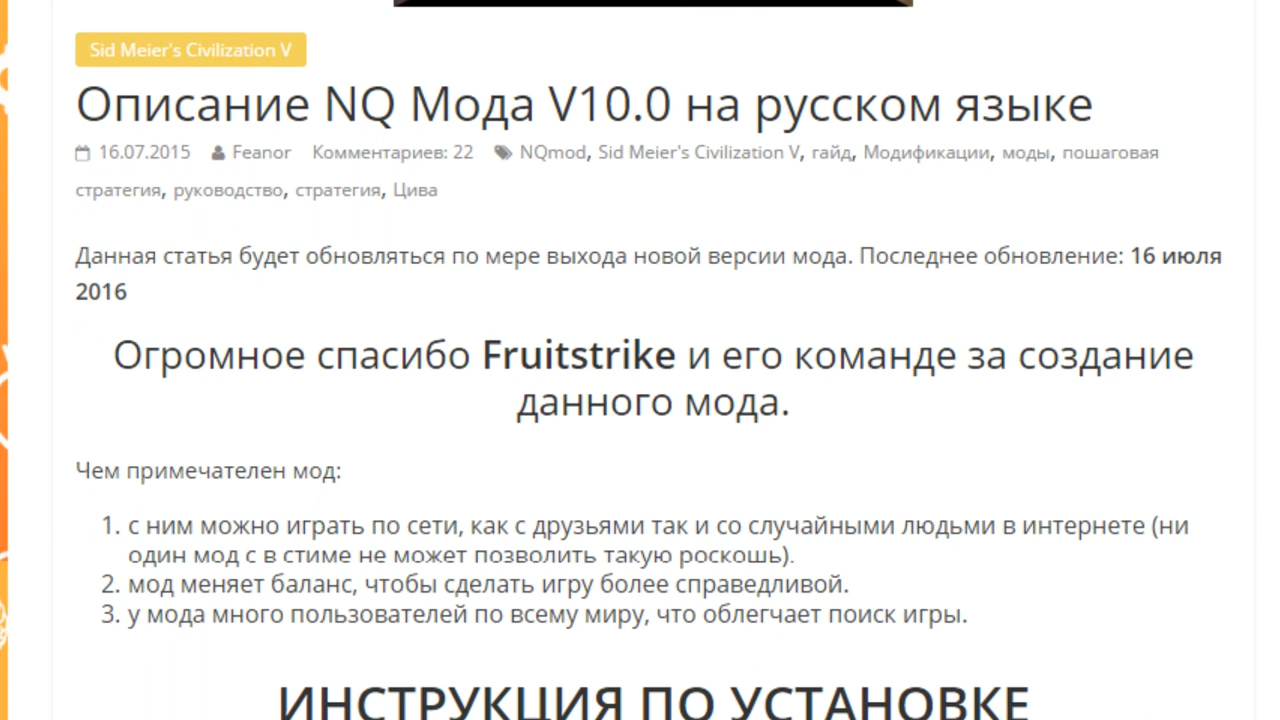 Sid Meier's Civilization V
Описание NQ Мода V10.0 на русском языке
16.07.2015 Feanor Комментариев: 22 NQmod, Sid Meier's Civilization V, гайд, Модификации, моды, пошаговая
стратегия, руководство, стратегия, Цива
Данная статья будет обновляться по мере выхода новой версии мода. Последнее обновление: 16 июля
2016
Огромное спасибо Fruitstrike и его команде за создание
данного мода.
Чем примечателен мод:
1. с ним можно играть по сети, как с друзьями так и со случайными людьми в интернете (ни
один мод с в стиме не может позволить такую роскошь).
2. мод меняет баланс, чтобы сделать игру более справедливой.
3. у мода много пользователей по всему миру, что облегчает поиск игры.
ИНСТРУКЦИЯ ПО УСТАНОВКЕ